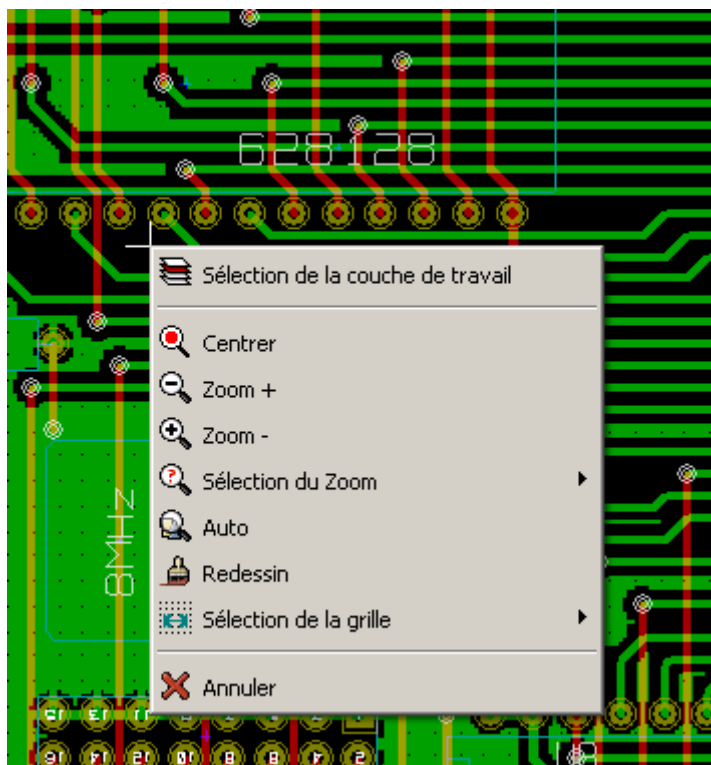 628128
Sélection de la couche de travail
Centrer
Zoom +
Zoom -
Sélection du Zoom
Auto
8MHz
Redessin
Sélection de la grille
Annuler